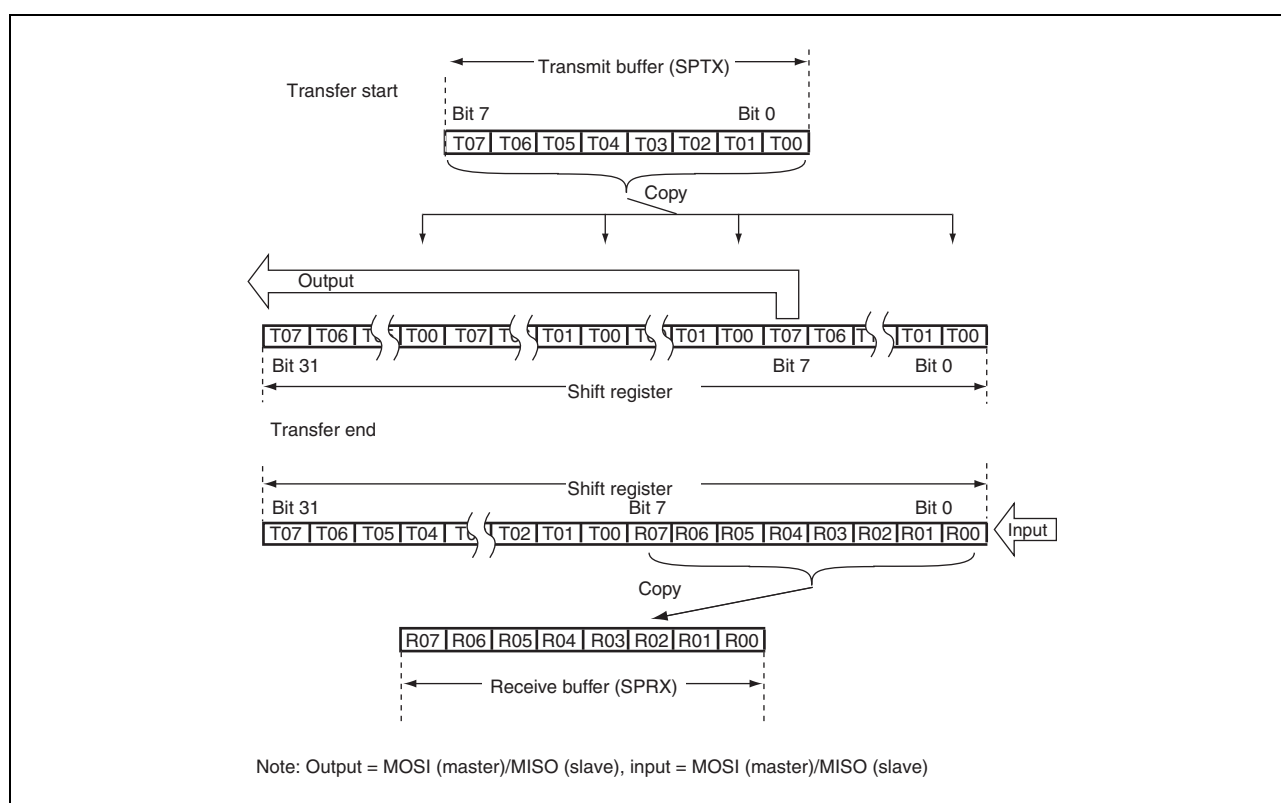 Transmit buffer (SPTX)
Transfer start
Bit 7 Bit 0
T07 T06 T05 T04 T03 T02 T01 T00
Copy
Output
T07 T06 T00 T07 T01 T00 T01 T00 T07 T06 T01 T00
Bit 31 Bit 7 Bit 0
Shift register
Transfer end
Shift register
Bit 31 Bit 7 Bit 0
T07 T06 T05 T04 T02 T01 T00 R07 R06 R05 R04 R03 R02 R01 R00
Input
Copy
R07 R06 R05 R04 R03 R02 R01 R00
Receive buffer (SPRX)
Note: Output = MOSI (master)/MISO (slave), input = MOSI (master)/MISO (slave)